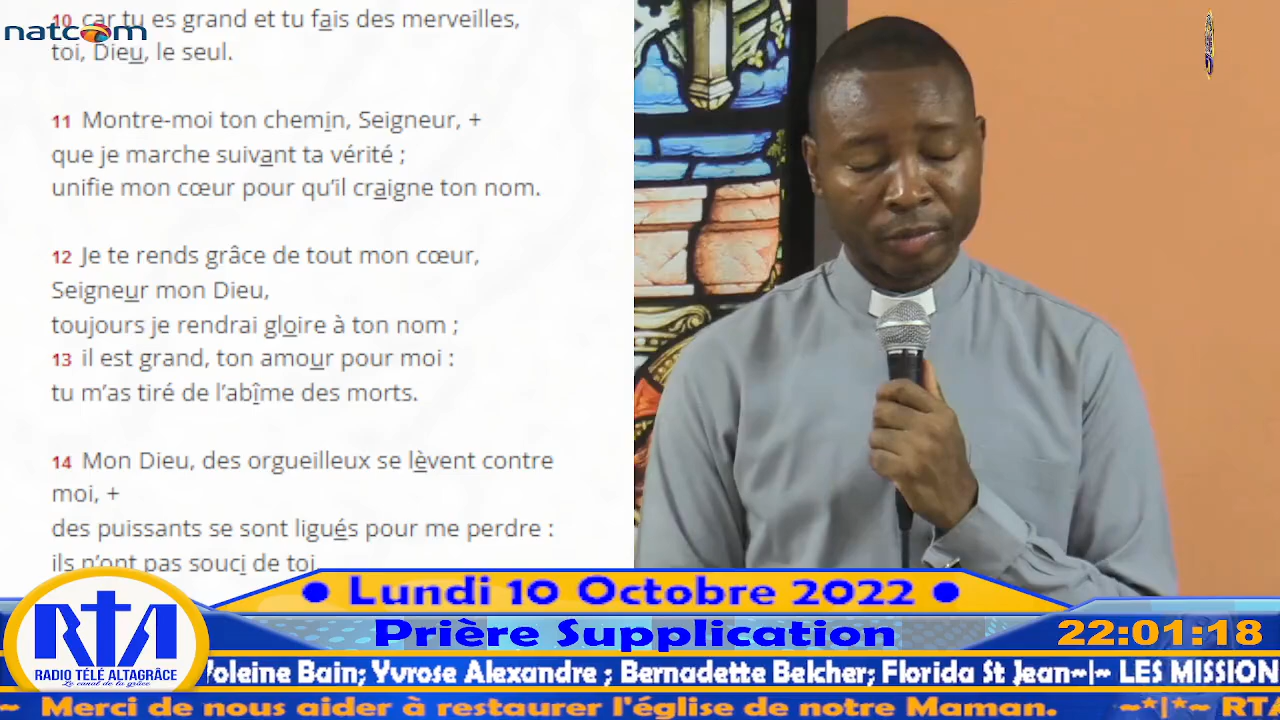 10 car tu es grand et tu fais des merveilles,
natcom
toi, Dieu, le seul.
11 Montre-moi ton chemin, Seigneur, +
que je marche suivant ta vérité ;
unifie mon cœur pour qu'il craigne ton nom.
12 Je te rends grâce de tout mon cœur,
Seigneur mon Dieu,
toujours je rendrai gloire à ton nom ;
13 il est grand, ton amour pour moi :
tu m'as tiré de l'abîme des morts.
14 Mon Dieu, des orgueilleux se lèvent contre
moi, +
des puissants se sont ligués pour me perdre :
ils n'ont pas souci de toi
• Lundi 10 Octobre 2022 •
Prière Supplication
22:01:18
RTA
RADIO TÉLÉ ALTAGRÂCE
Le canal de la grâce
oleine Bain; Yvrose Alexandre ; Bernadette Belcher; Florida St Jean~|~ LES MISSION
~ Merci de nous aider à restaurer l'église de notre Maman. ~*|*~ RTA